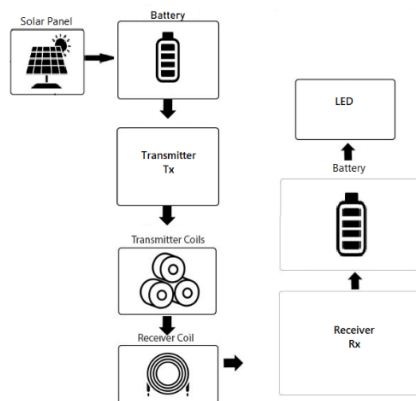 Solar Panel
Battery
Transmitter
Tx
Transmitter Coils
Receiver Coil
LED
Battery
Receiver
Rx